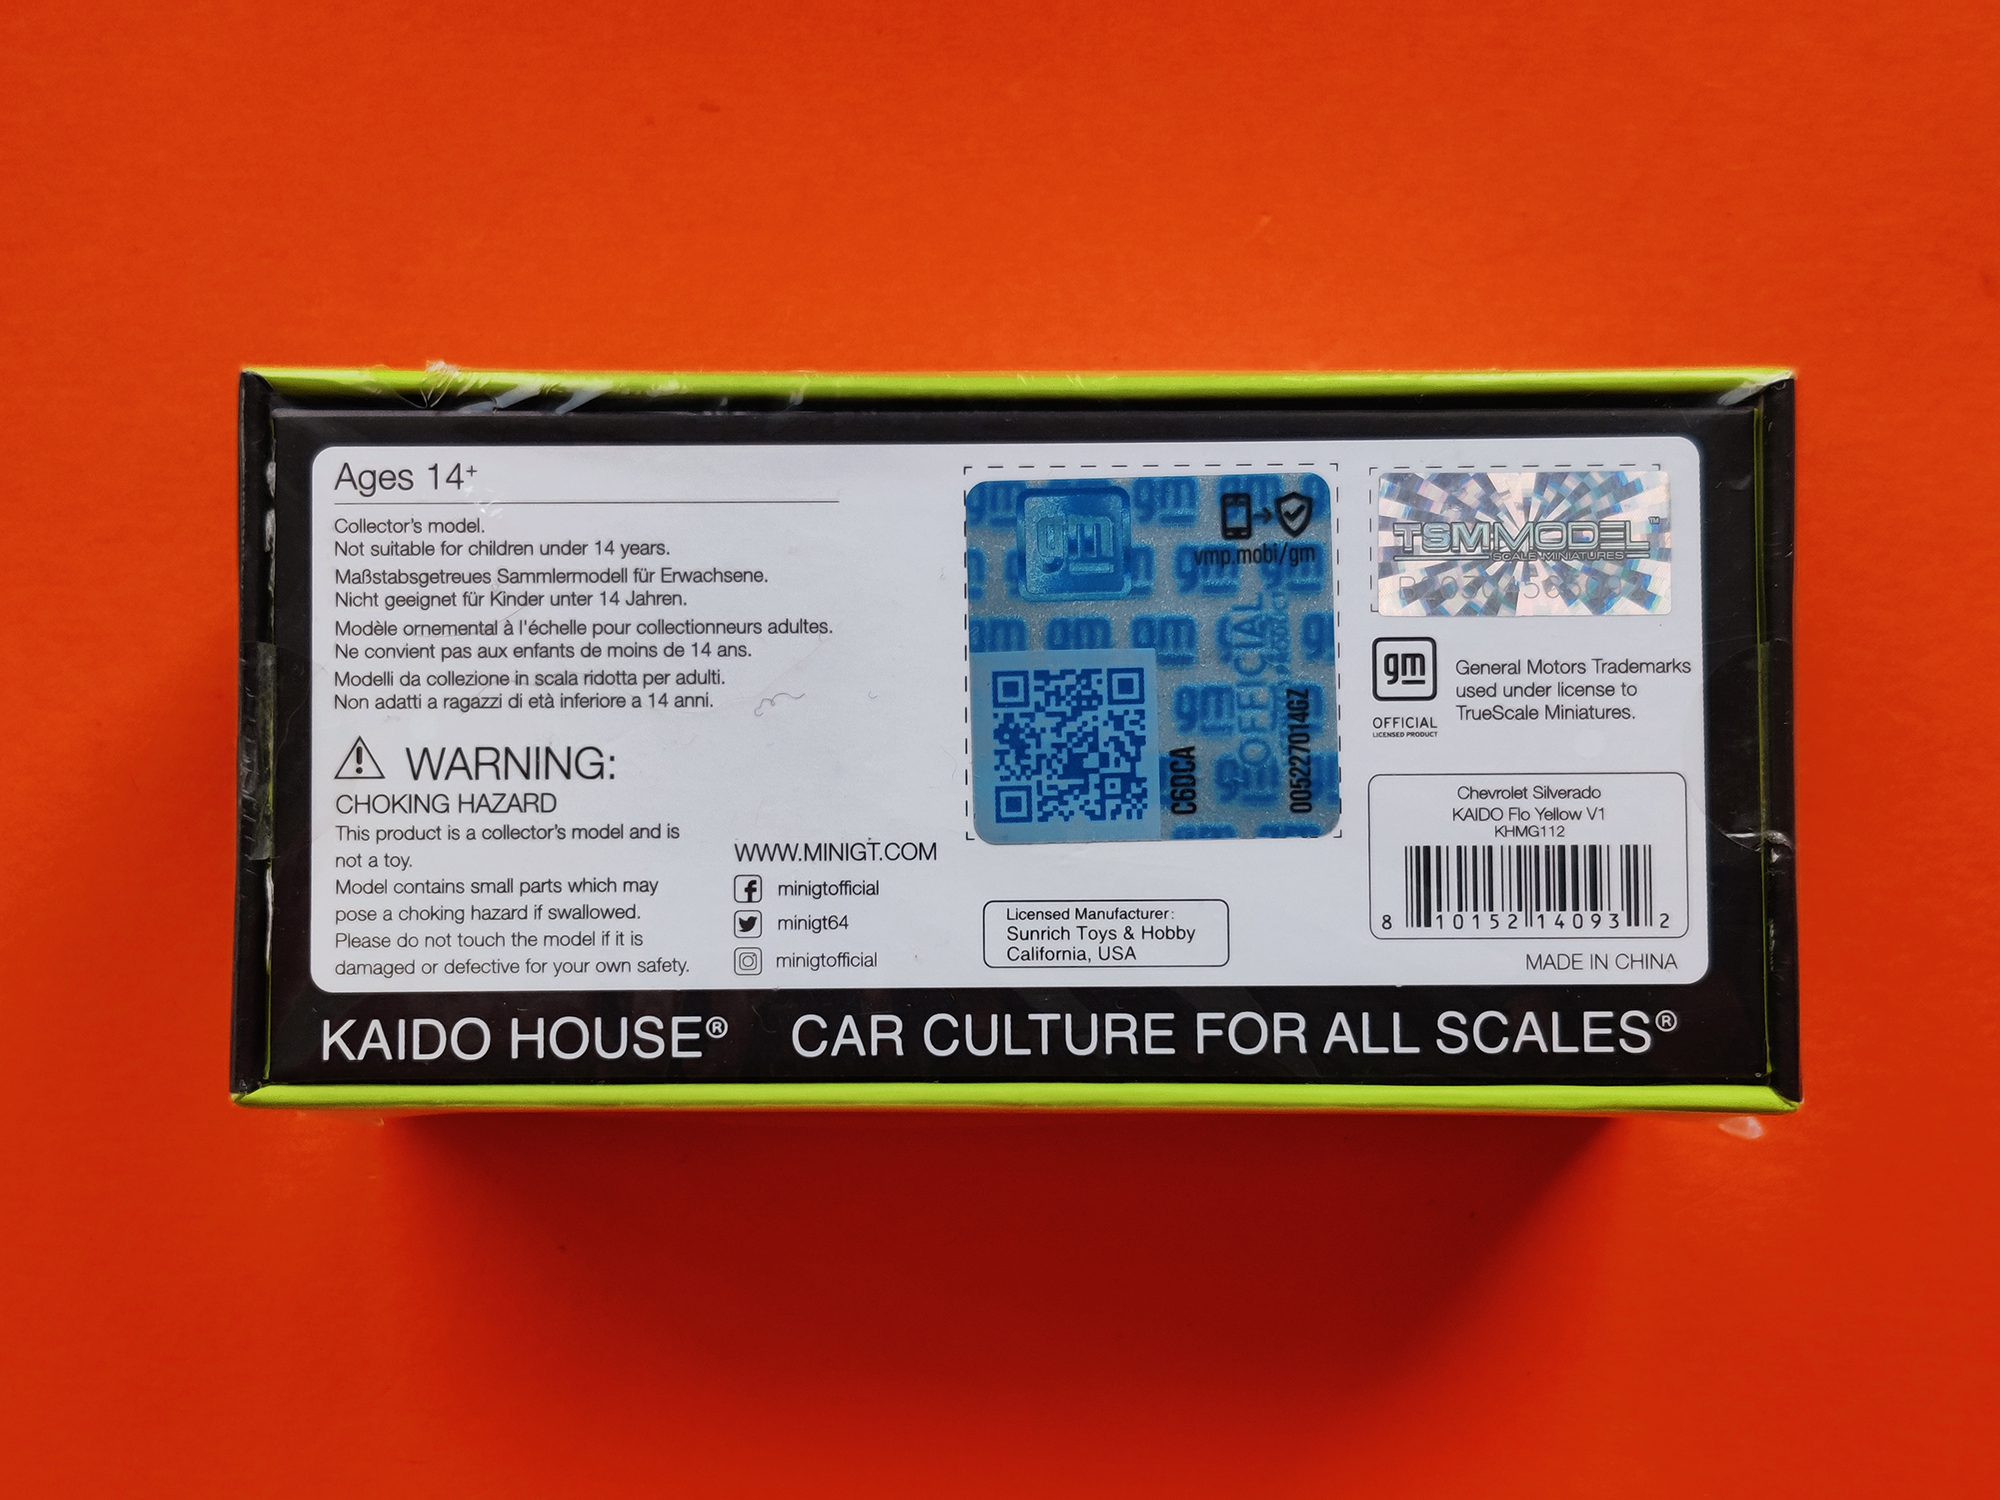 Ages 14+
Collector's model.
Not suitable for children under 14 years.
Maßstabsgetreues Sammlermodell für Erwachsene.
Nicht geeignet für Kinder unter 14 Jahren.
Modèle ornemental à l'échelle pour collectionneurs adultes.
Ne convient pas aux enfants de moins de 14 ans.
Modelli da collezione in scala ridotta per adulti.
Non adatti a ragazzi di età inferiore a 14 anni.
WARNING:
CHOKING HAZARD
This product is a collector's model and is
not a toy.
Model contains small parts which may
pose a choking hazard if swallowed.
Please do not touch the model if it is
damaged or defective for your own safety.
WWW.MINIGT.COM
minigtofficial
minigt64
minigtofficial
gm
vmp.mobi/gm
OFFICIAL
C6DCA
005227014GZ
Licensed Manufacturer:
Sunrich Toys & Hobby
California, USA
TSMMODEL™
SCALE MINIATURES
gm
OFFICIAL
LICENSED PRODUCT
General Motors Trademarks
used under license to
TrueScale Miniatures.
Chevrolet Silverado
KAIDO Flo Yellow V1
KHMG112
8 10152 14093 2
MADE IN CHINA
KAIDO HOUSE® CAR CULTURE FOR ALL SCALES®